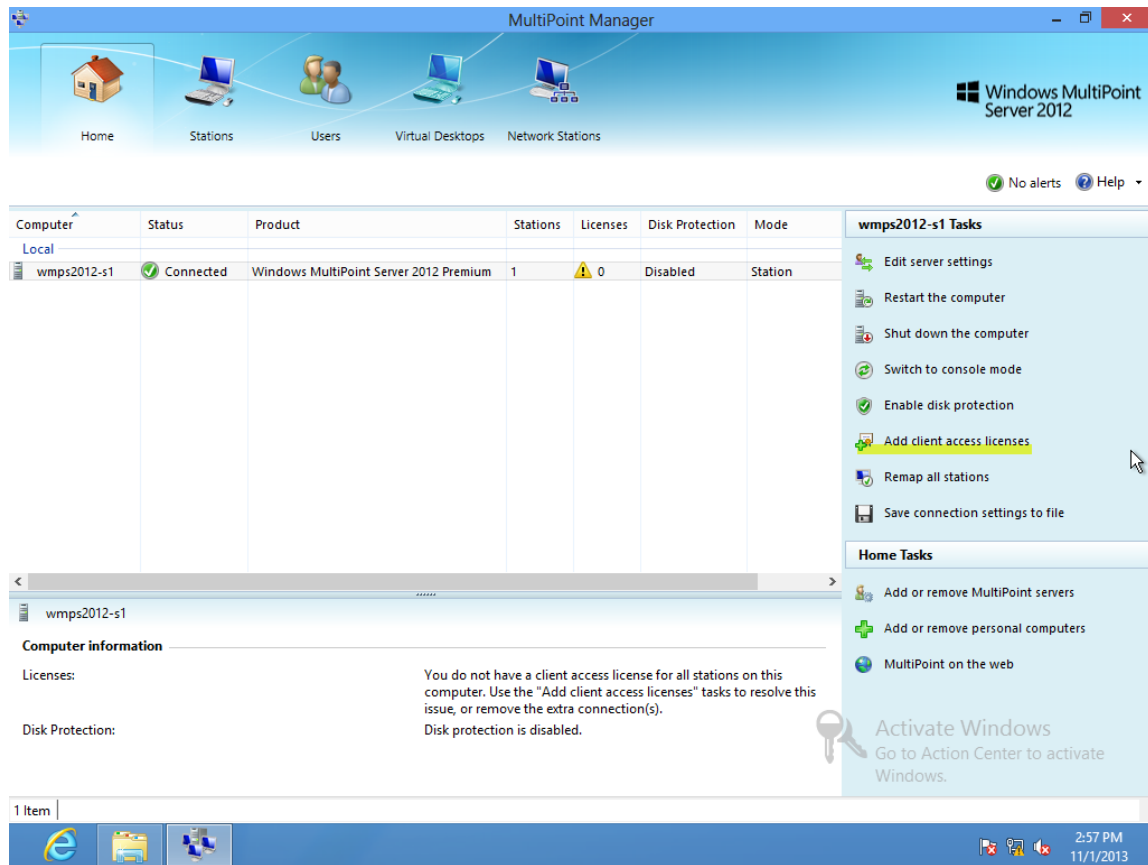 MultiPoint Manager
Home
Stations
Users
Virtual Desktops
Network Stations
Windows MultiPoint
Server 2012
No alerts
Help
Computer Status Product Stations Licenses Disk Protection Mode
Local
wmps2012-s1 Connected Windows MultiPoint Server 2012 Premium 1 0 Disabled Station
wmps2012-s1 Tasks
Edit server settings
Restart the computer
Shut down the computer
Switch to console mode
Enable disk protection
Add client access licenses
Remap all stations
Save connection settings to file
Home Tasks
Add or remove MultiPoint servers
Add or remove personal computers
MultiPoint on the web
wmps2012-s1
Computer information
Licenses: You do not have a client access license for all stations on this
computer. Use the "Add client access licenses" tasks to resolve this
issue, or remove the extra connection(s).
Disk Protection: Disk protection is disabled.
Activate Windows
Go to Action Center to activate
Windows.
1 Item
2:57 PM
11/1/2013